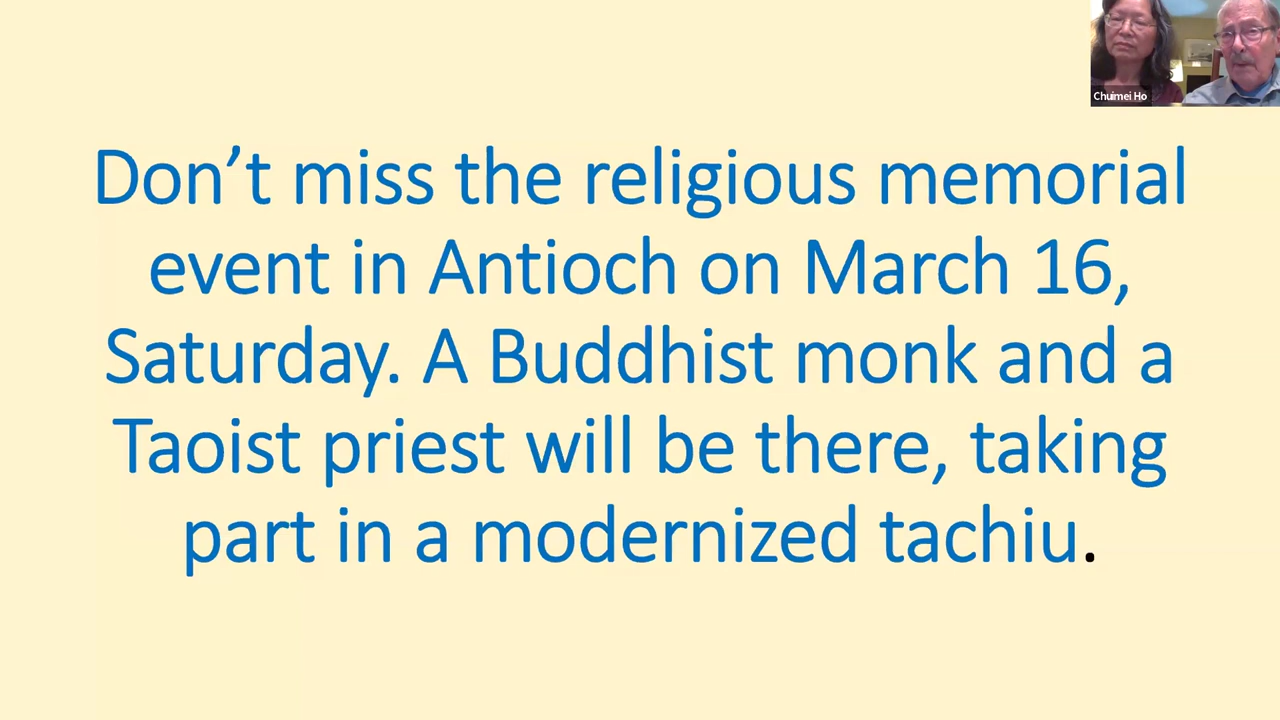 Chuimei Ho
Don’t miss the religious memorial
event in Antioch on March 16,
Saturday. A Buddhist monk and a
Taoist priest will be there, taking
part in a modernized tachiu.